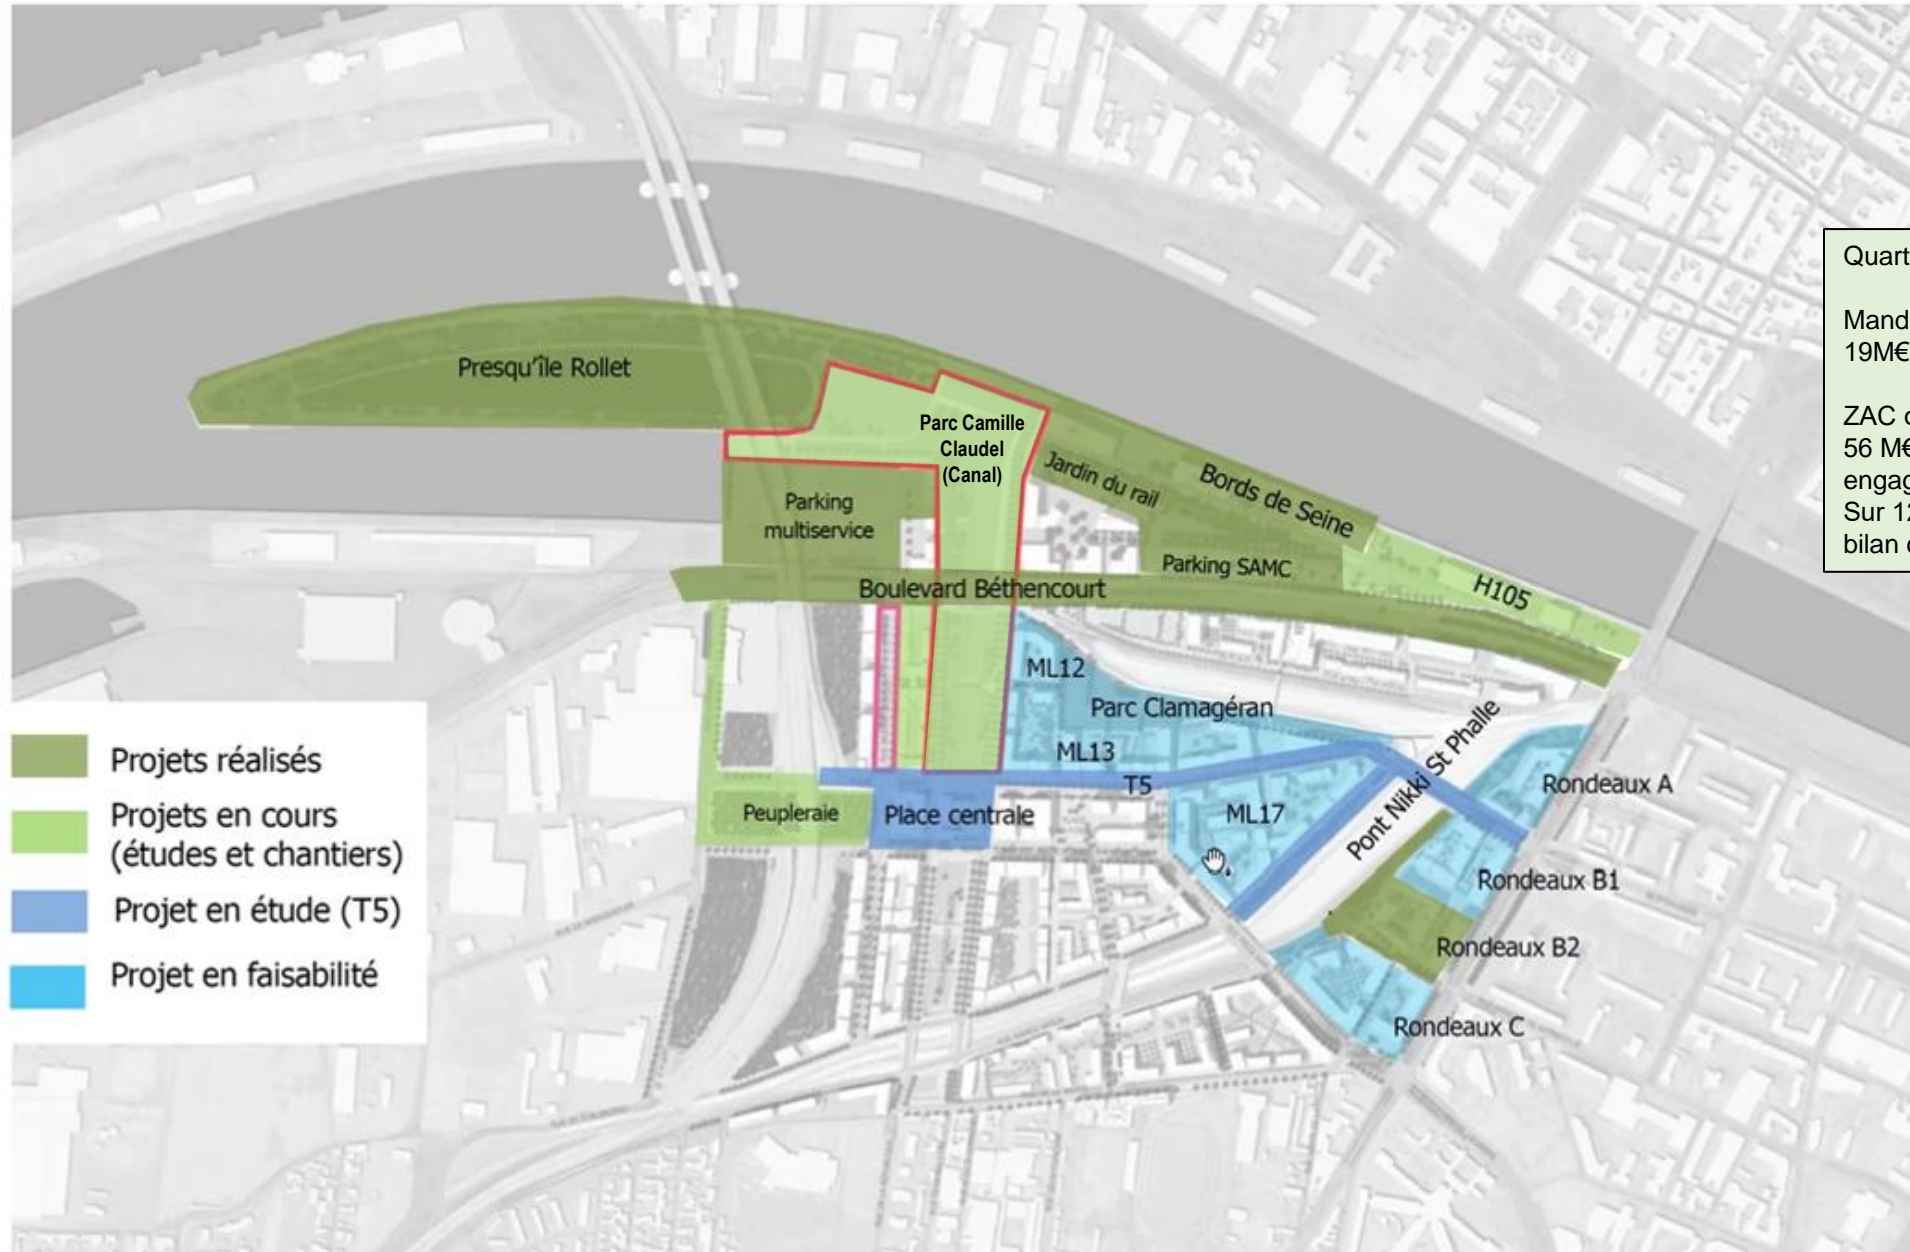 Presqu'île Rollet
Parc Camille
Claudel
(Canal)
Jardin du rail
Bords de Seine
Parking
multiservice
Parking SAMC
Boulevard Béthencourt
H105
ML12
Parc Clamagéran
ML13
T5
Pont Nikki St Phalle
Rondeaux A
Peupleraie
Place centrale
ML17
Rondeaux B1
Rondeaux B2
Rondeaux C
Projets réalisés
Projets en cours
(études et chantiers)
Projet en étude (T5)
Projet en faisabilité
Quart
Mand
19M€
ZAC
56 M€
engag
Sur 12
bilan